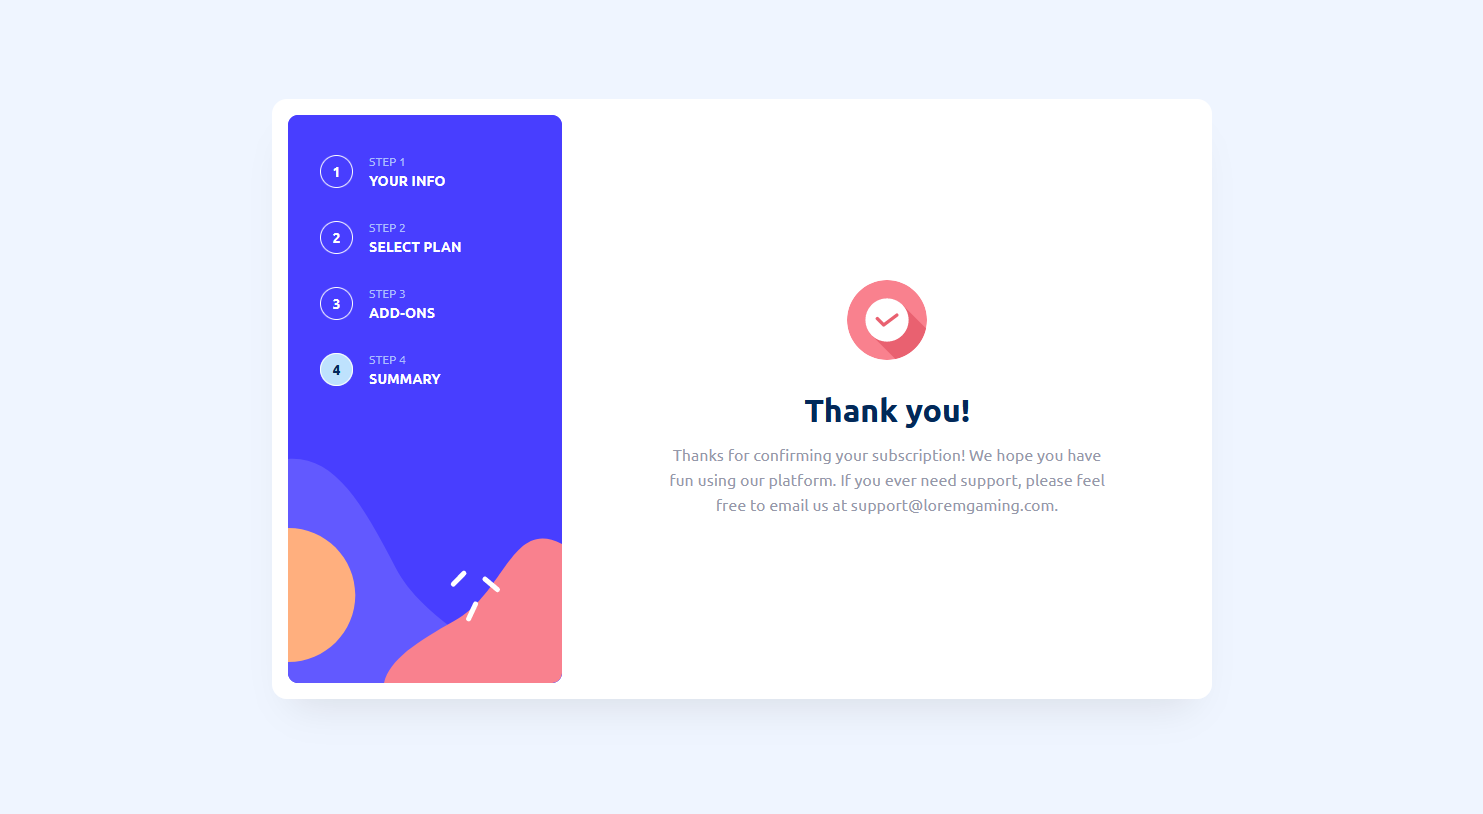 1
STEP 1
YOUR INFO
2
STEP 2
SELECT PLAN
3
STEP 3
ADD-ONS
4
STEP 4
SUMMARY
Thank you!
Thanks for confirming your subscription! We hope you have
fun using our platform. If you ever need support, please feel
free to email us at support@loremgaming.com.